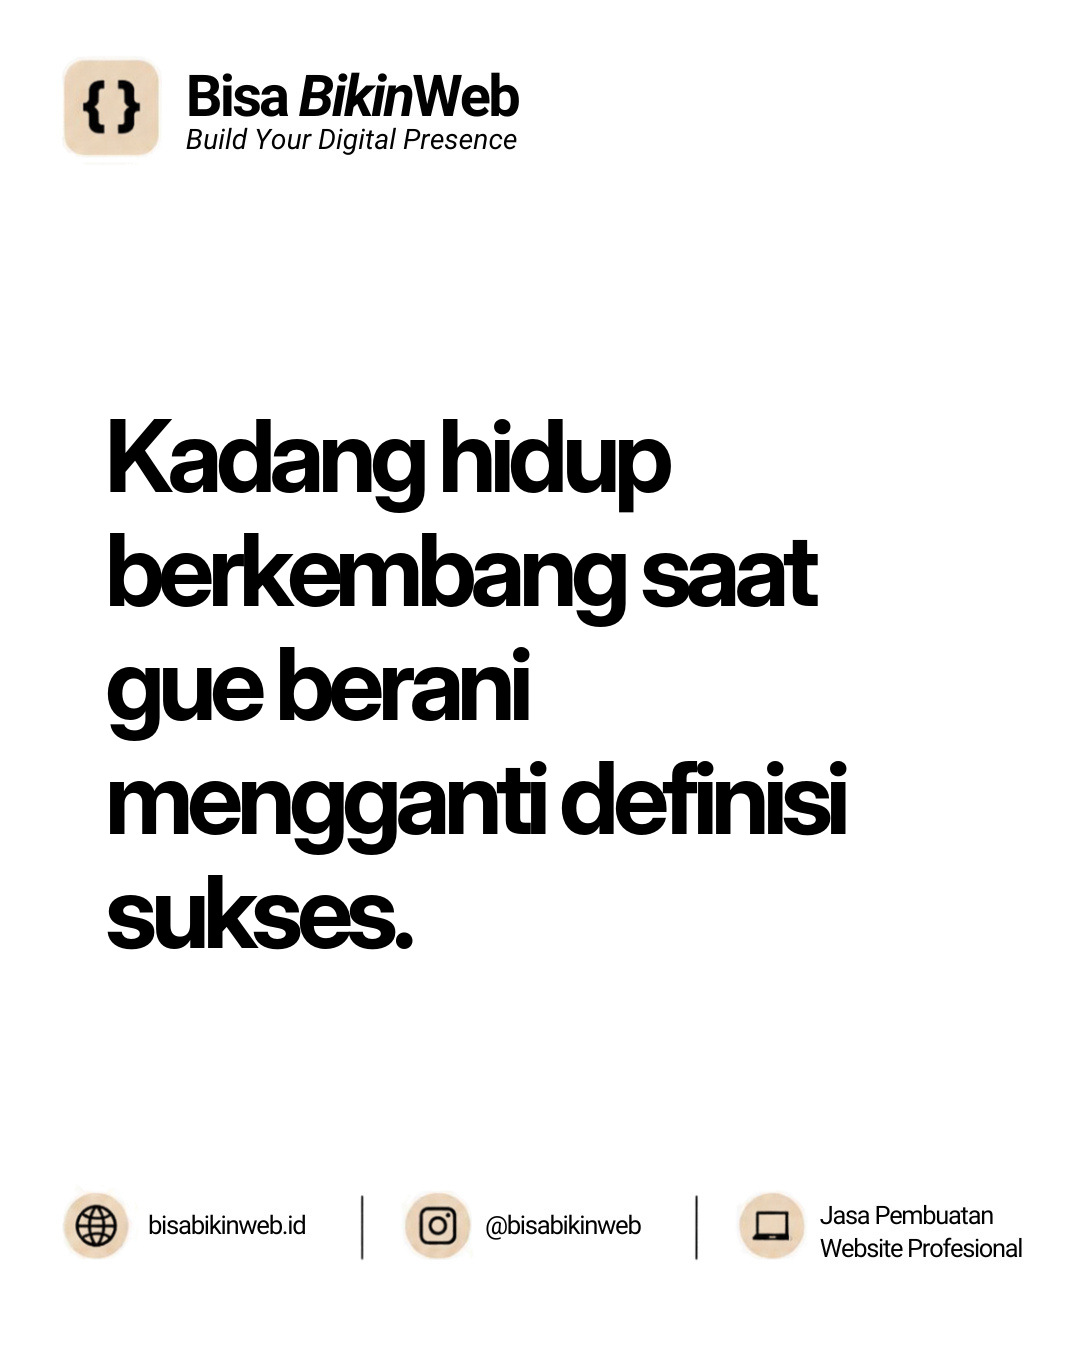 { }
Bisa BikinWeb
Build Your Digital Presence
Kadang hidup
berkembang saat
gue berani
mengganti definisi
sukses.
bisabikinweb.id
@bisabikinweb
Jasa Pembuatan
Website Profesional